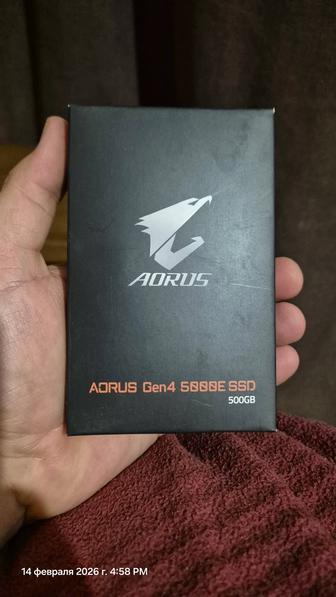 AORUS
AORUS Gen4 5000E SSD
500GB
14 февраля 2026 г. 4:58 PM